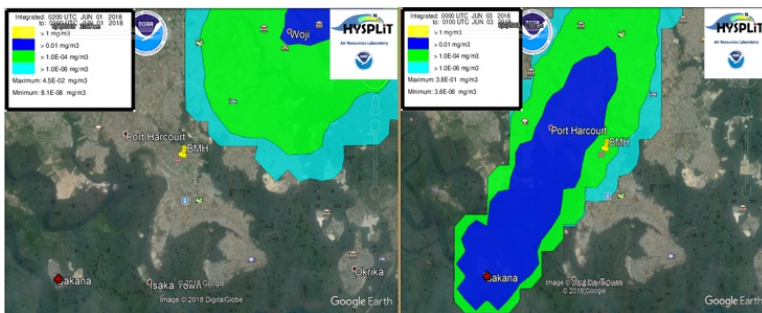 Integrated: 0200 UTC JUN 01 2018
> 1 mg/m3
> 0.01 mg/m3
> 1.0E-04 mg/m3
> 1.0E-06 mg/m3
Maximum: 4.5E-02 mg/m3
Minimum: 8.1E-06 mg/m3
NOAA
HYSPLIT
Air Resources Laboratory
Woji
Port Harcourt
BMH
Bakana
Isaka Town
Okrika
© 2018 Google
Image © 2018 DigitalGlobe
Google Earth
Integrated: 0000 UTC JUN 03 2018
to: 0100 UTC JUN 03 2018
> 1 mg/m3
> 0.01 mg/m3
> 1.0E-04 mg/m3
> 1.0E-06 mg/m3
Maximum: 3.8E-01 mg/m3
Minimum: 3.6E-06 mg/m3
NOAA
HYSPLIT
Air Resources Laboratory
Port Harcourt
BMH
Bakana
© 2018 Google
Google Earth